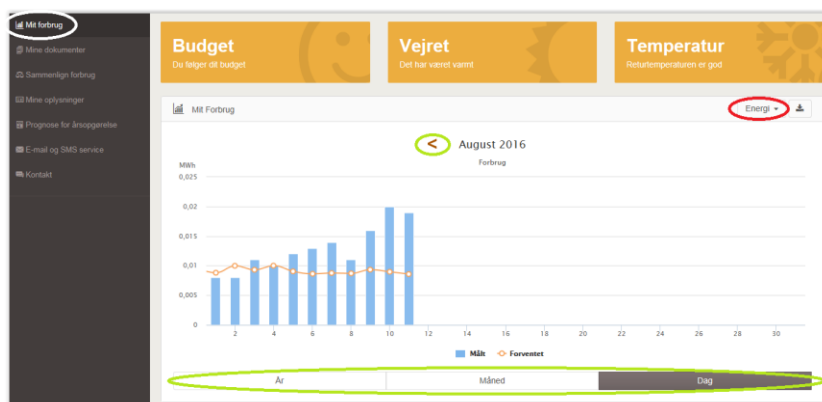 Mit forbrug
Mine dokumenter
Sammenlign forbrug
Mine oplysninger
Prognose for årsopgørelse
E-mail og SMS service
Kontakt
Budget
Du følger dit budget
Vejret
Det har været varmt
Temperatur
Returtemperaturen er god
Mit Forbrug
Energi
< August 2016
Forbrug
MWh
0,025
0,02
0,015
0,01
0,005
0
2 4 6 8 10 12 14 16 18 20 22 24 26 28 30
Målt Forventet
År Måned Dag